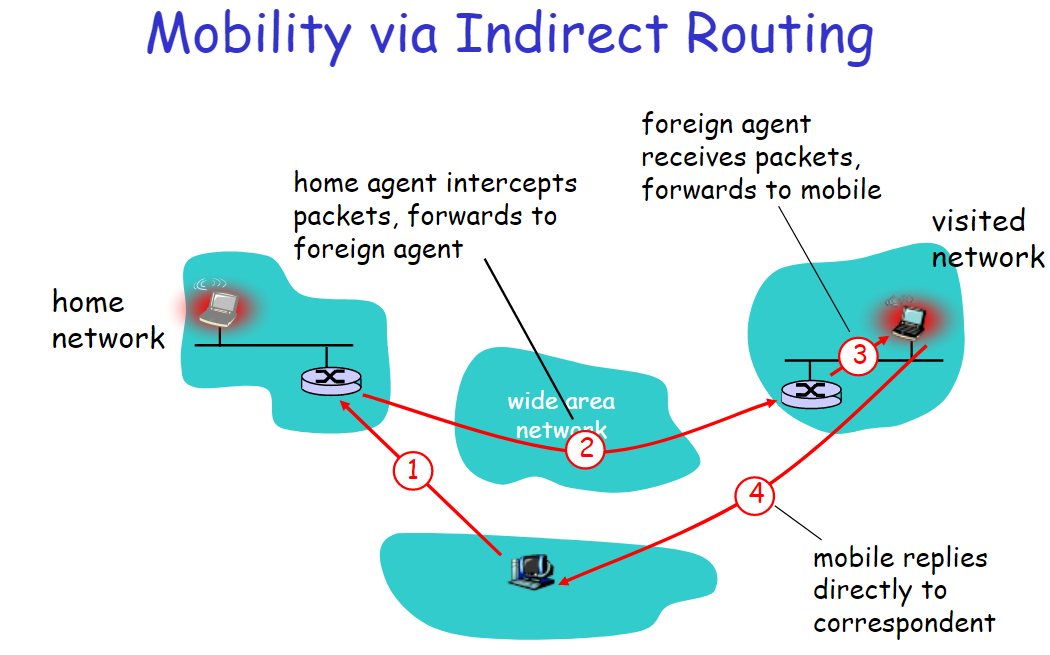 Mobility via Indirect Routing
foreign agent
receives packets,
forwards to mobile
home agent intercepts
packets, forwards to
foreign agent
visited
network
home
network
wide area
network
3
2
1
4
mobile replies
directly to
correspondent